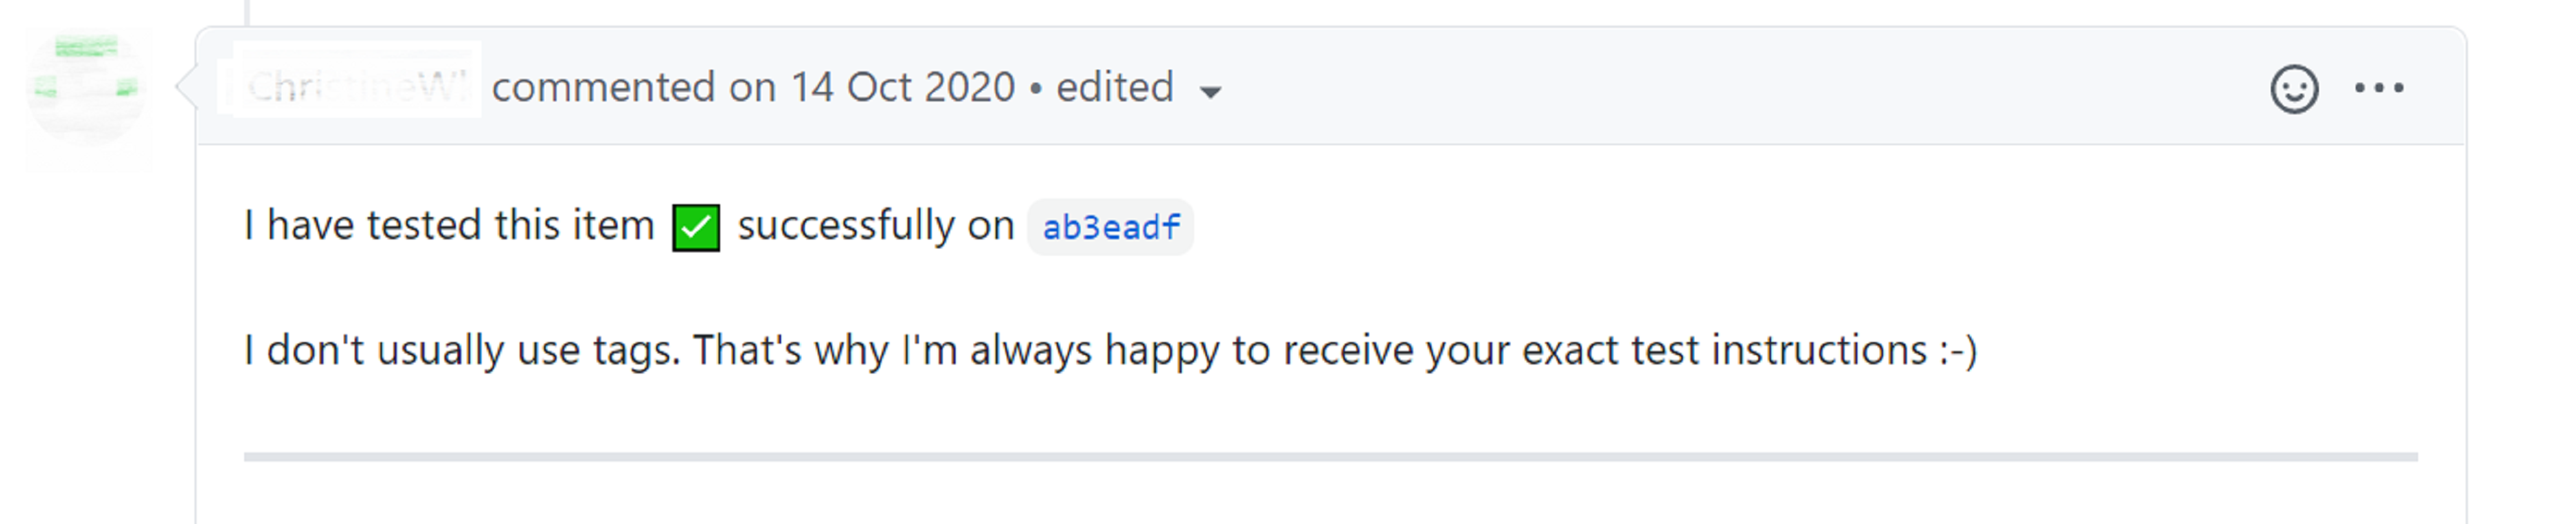 commented on 14 Oct 2020 • edited
I have tested this item ✅ successfully on ab3eadf
I don't usually use tags. That's why I'm always happy to receive your exact test instructions :-)